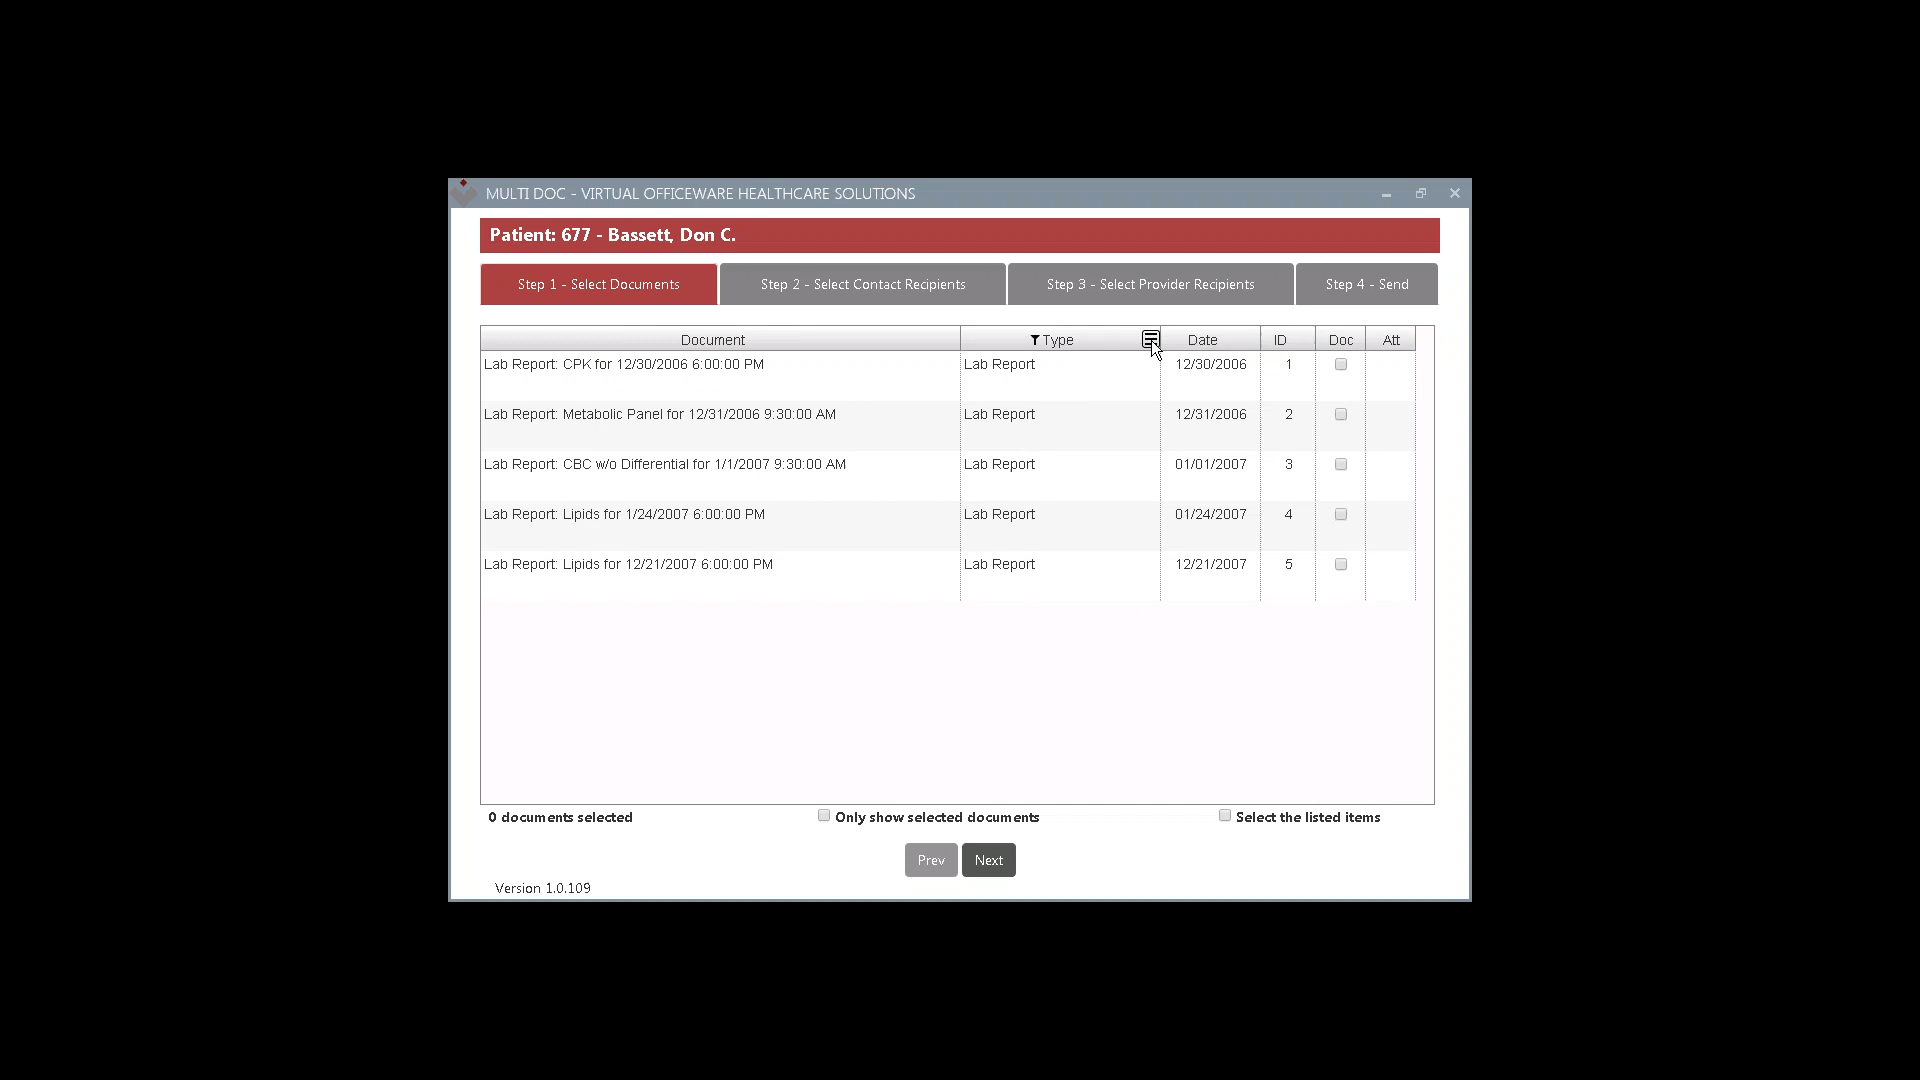 MULTI DOC - VIRTUAL OFFICEWARE HEALTHCARE SOLUTIONS
Patient: 677 - Bassett, Don C.
Step 1 - Select Documents Step 2 - Select Contact Recipients Step 3 - Select Provider Recipients Step 4 - Send
Document Type Date ID Doc Att
Lab Report: CPK for 12/30/2006 6:00:00 PM Lab Report 12/30/2006 1
Lab Report: Metabolic Panel for 12/31/2006 9:30:00 AM Lab Report 12/31/2006 2
Lab Report: CBC w/o Differential for 1/1/2007 9:30:00 AM Lab Report 01/01/2007 3
Lab Report: Lipids for 1/24/2007 6:00:00 PM Lab Report 01/24/2007 4
Lab Report: Lipids for 12/21/2007 6:00:00 PM Lab Report 12/21/2007 5
0 documents selected Only show selected documents Select the listed items
Prev Next
Version 1.0.109